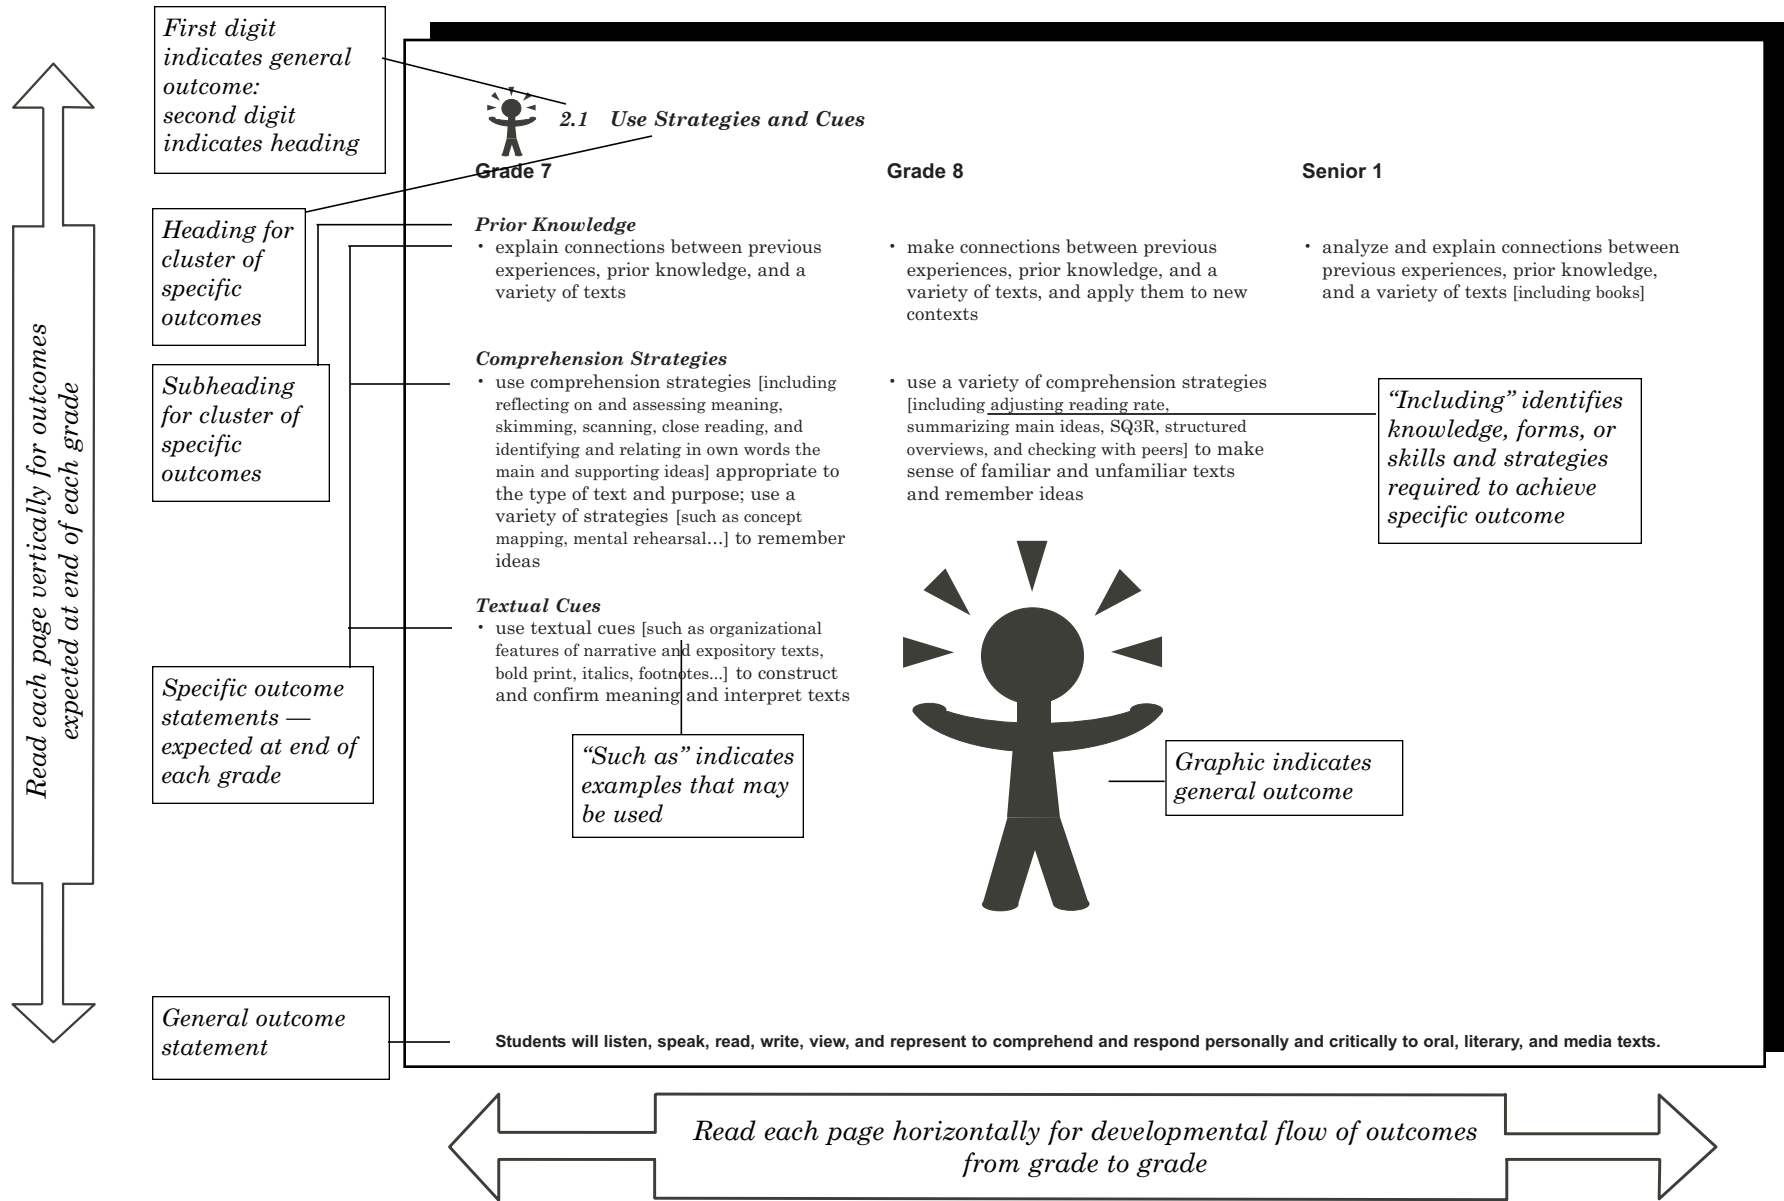 First digit
indicates general
outcome:
second digit
indicates heading
2.1 Use Strategies and Cues
Grade 7
Grade 8
Senior 1
Heading for
cluster of
specific
outcomes
Prior Knowledge
• explain connections between previous
experiences, prior knowledge, and a
variety of texts
• make connections between previous
experiences, prior knowledge, and a
variety of texts, and apply them to new
contexts
• analyze and explain connections between
previous experiences, prior knowledge,
and a variety of texts [including books]
Subheading
for cluster of
specific
outcomes
Comprehension Strategies
• use comprehension strategies [including
reflecting on and assessing meaning,
skimming, scanning, close reading, and
identifying and relating in own words the
main and supporting ideas] appropriate to
the type of text and purpose; use a
variety of strategies [such as concept
mapping, mental rehearsal...] to remember
ideas
• use a variety of comprehension strategies
[including adjusting reading rate,
summarizing main ideas, SQ3R, structured
overviews, and checking with peers] to make
sense of familiar and unfamiliar texts
and remember ideas
“Including” identifies
knowledge, forms, or
skills and strategies
required to achieve
specific outcome
Textual Cues
• use textual cues [such as organizational
features of narrative and expository texts,
bold print, italics, footnotes...] to construct
and confirm meaning and interpret texts
Specific outcome
statements —
expected at end of
each grade
“Such as” indicates
examples that may
be used
Graphic indicates
general outcome
General outcome
statement
Students will listen, speak, read, write, view, and represent to comprehend and respond personally and critically to oral, literary, and media texts.
Read each page vertically for outcomes
expected at end of each grade
Read each page horizontally for developmental flow of outcomes
from grade to grade